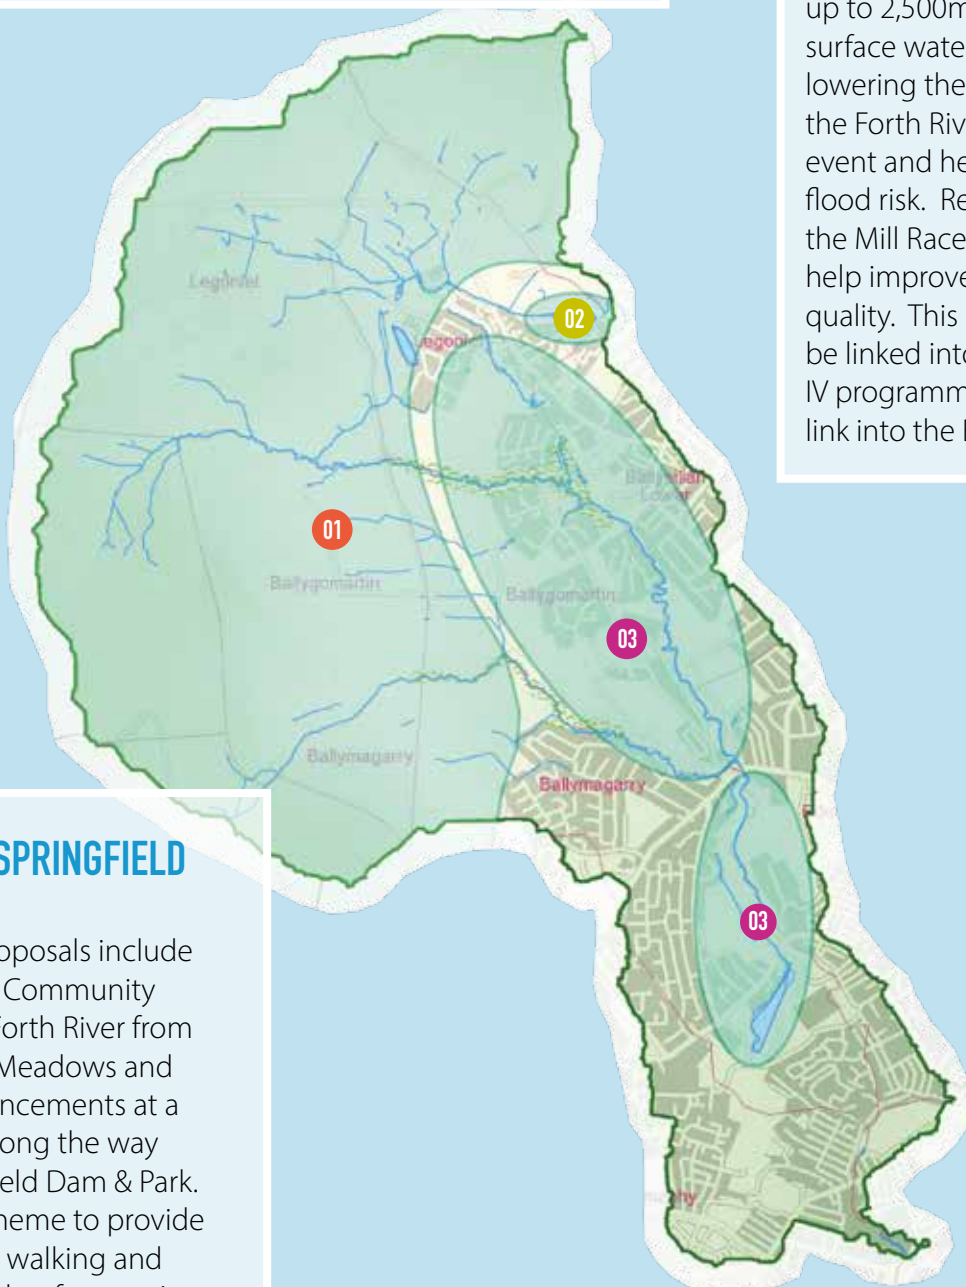 up to 2,500m
surface wate
lowering the
the Forth Riv
event and he
flood risk. Re
the Mill Race
help improve
quality. This
be linked into
IV programm
link into the
Legoniel
02
egoni
01
Ballygomartin
Ballygomartin
03
Ballymagarry
Ballymagarry
03
SPRINGFIELD
oposals include
Community
Forth River from
Meadows and
ncements at a
ong the way
eld Dam & Park.
heme to provide
walking and